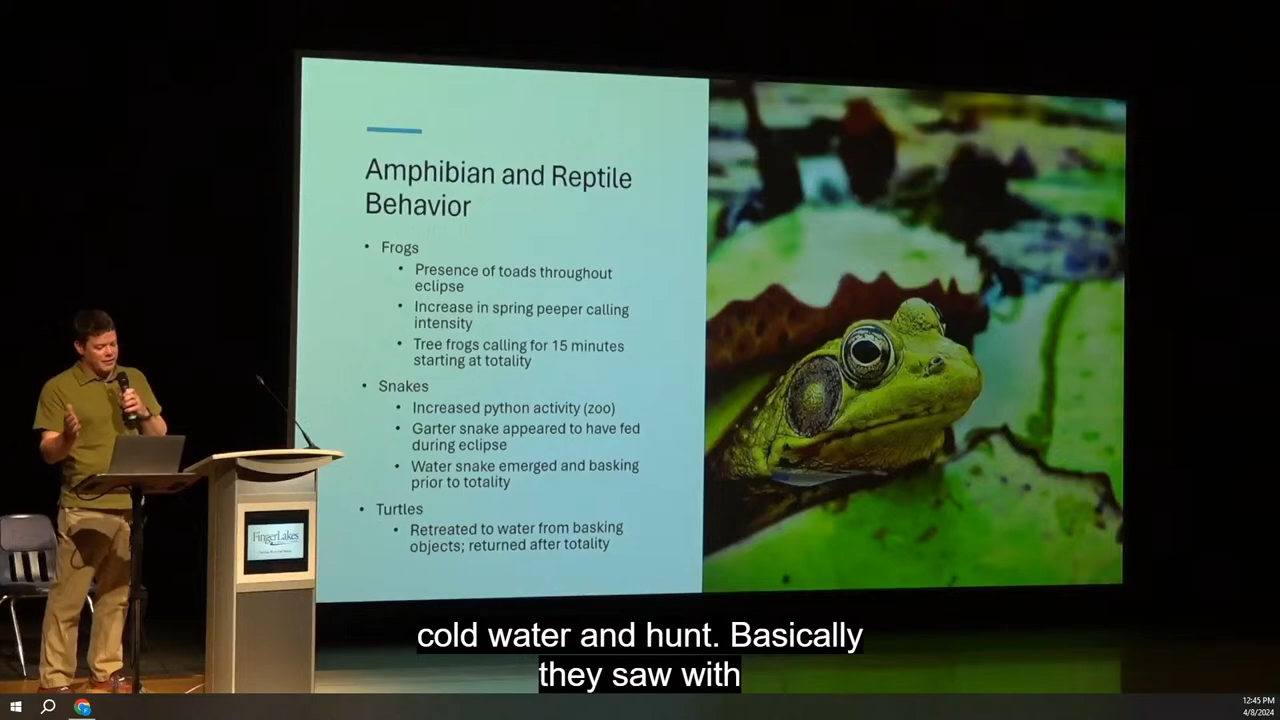 Amphibian and Reptile
Behavior
• Frogs
• Presence of toads throughout
eclipse
• Increase in spring peeper calling
intensity
• Tree frogs calling for 15 minutes
starting at totality
• Snakes
• Increased python activity (zoo)
• Garter snake appeared to have fed
during eclipse
• Water snake emerged and basking
prior to totality
• Turtles
• Retreated to water from basking
objects; returned after totality
FingerLakes
cold water and hunt. Basically
they saw with
12:45 PM
4/8/2024